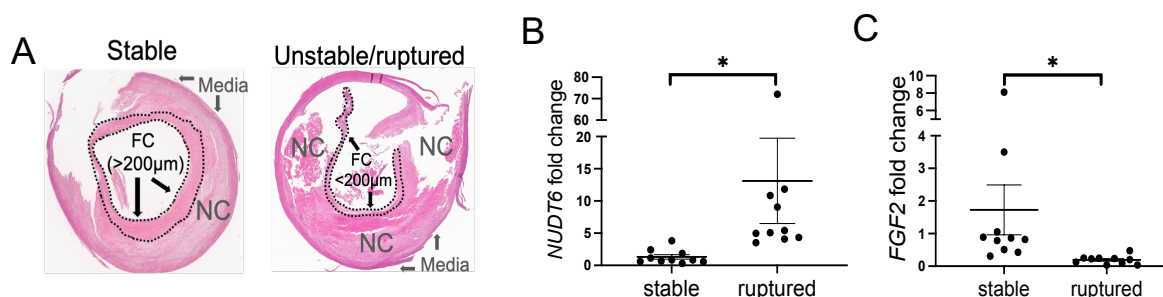 A
Stable
Media
FC
(>200µm)
NC
Unstable/ruptured
NC
NC
FC
<200µm
NC
Media
B
*
NUDT6 fold change
80
70
60
20
15
10
5
0
stable
ruptured
C
*
FGF2 fold change
10
8
6
4
4
3
2
1
0
stable
ruptured